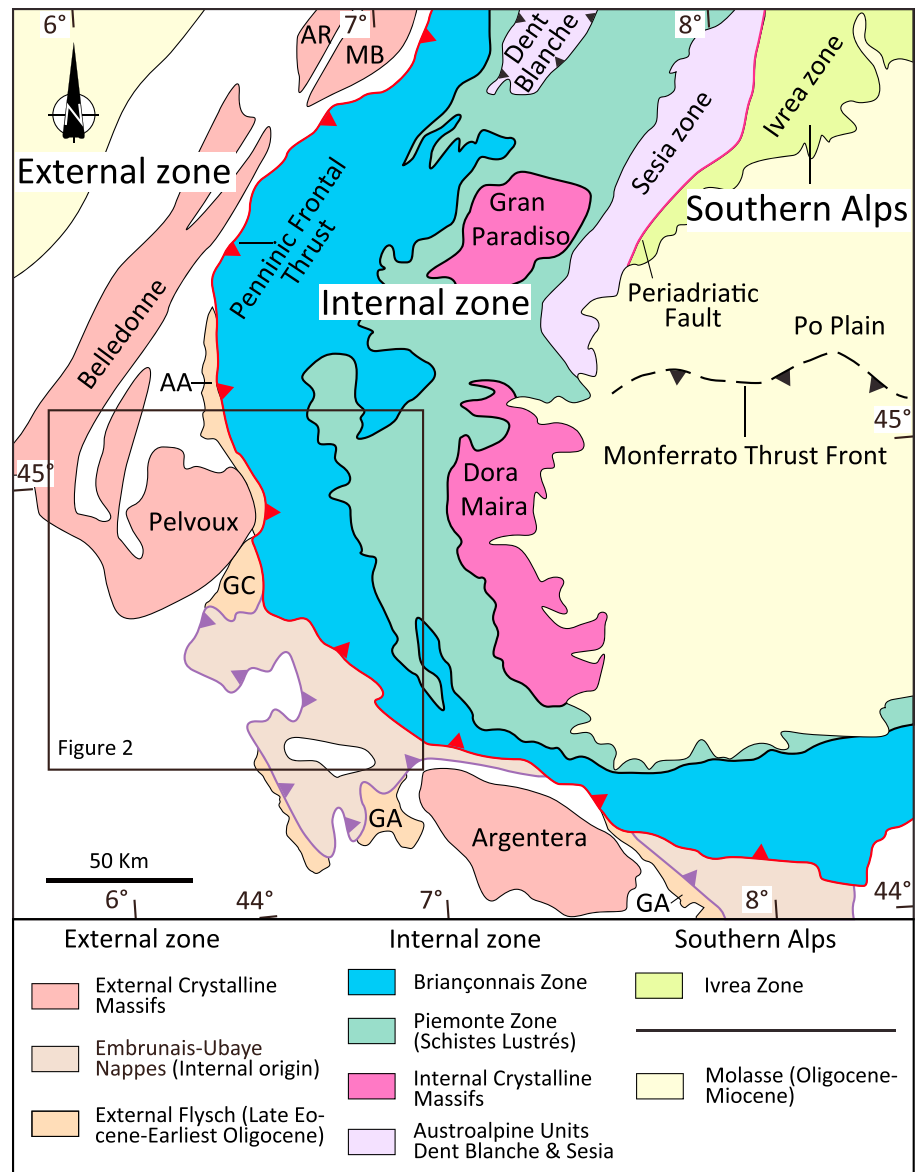 6°
7°
8°
AR
MB
Dent
Blanche
N
External zone
Ivrea zone
Sesia zone
Southern Alps
Gran
Paradiso
Penninic Frontal
Thrust
Internal zone
Periadriatic
Fault
Po Plain
Belledonne
AA
45°
Monferrato Thrust Front
45°
Dora
Maira
Pelvoux
GC
Figure 2
GA
Argentera
50 Km
6°
44°
7°
GA
8°
44°
External zone
External Crystalline
Massifs
Embrunais-Ubaye
Nappes (Internal origin)
External Flysch (Late Eo-
cene-Earliest Oligocene)
Internal zone
Briançonnais Zone
Piemonte Zone
(Schistes Lustrés)
Internal Crystalline
Massifs
Austroalpine Units
Dent Blanche & Sesia
Southern Alps
Ivrea Zone
Molasse (Oligocene-
Miocene)